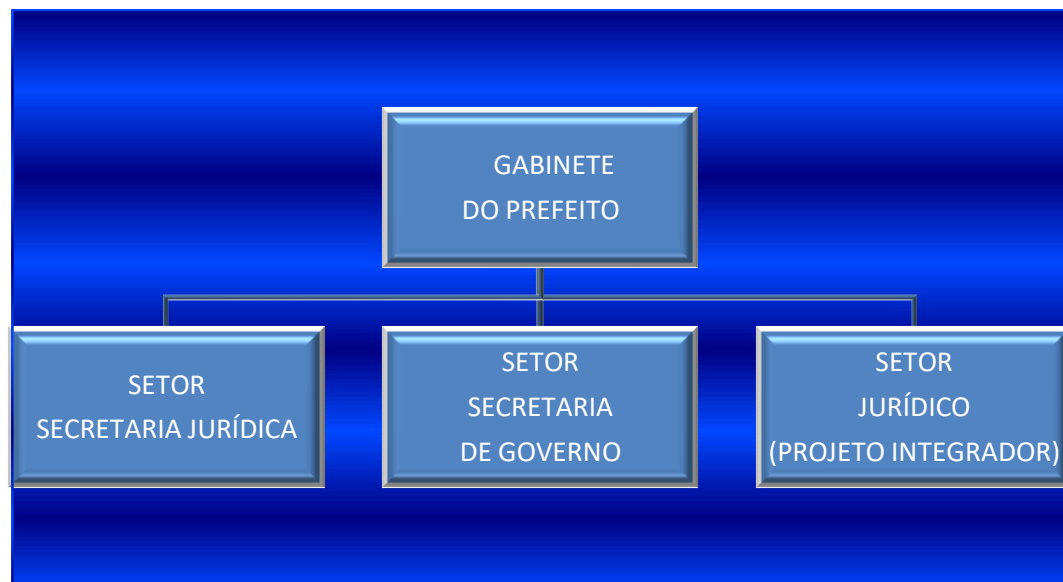 GABINETE
DO PREFEITO
SETOR
SECRETARIA JURÍDICA
SETOR
SECRETARIA
DE GOVERNO
SETOR
JURÍDICO
(PROJETO INTEGRADOR)